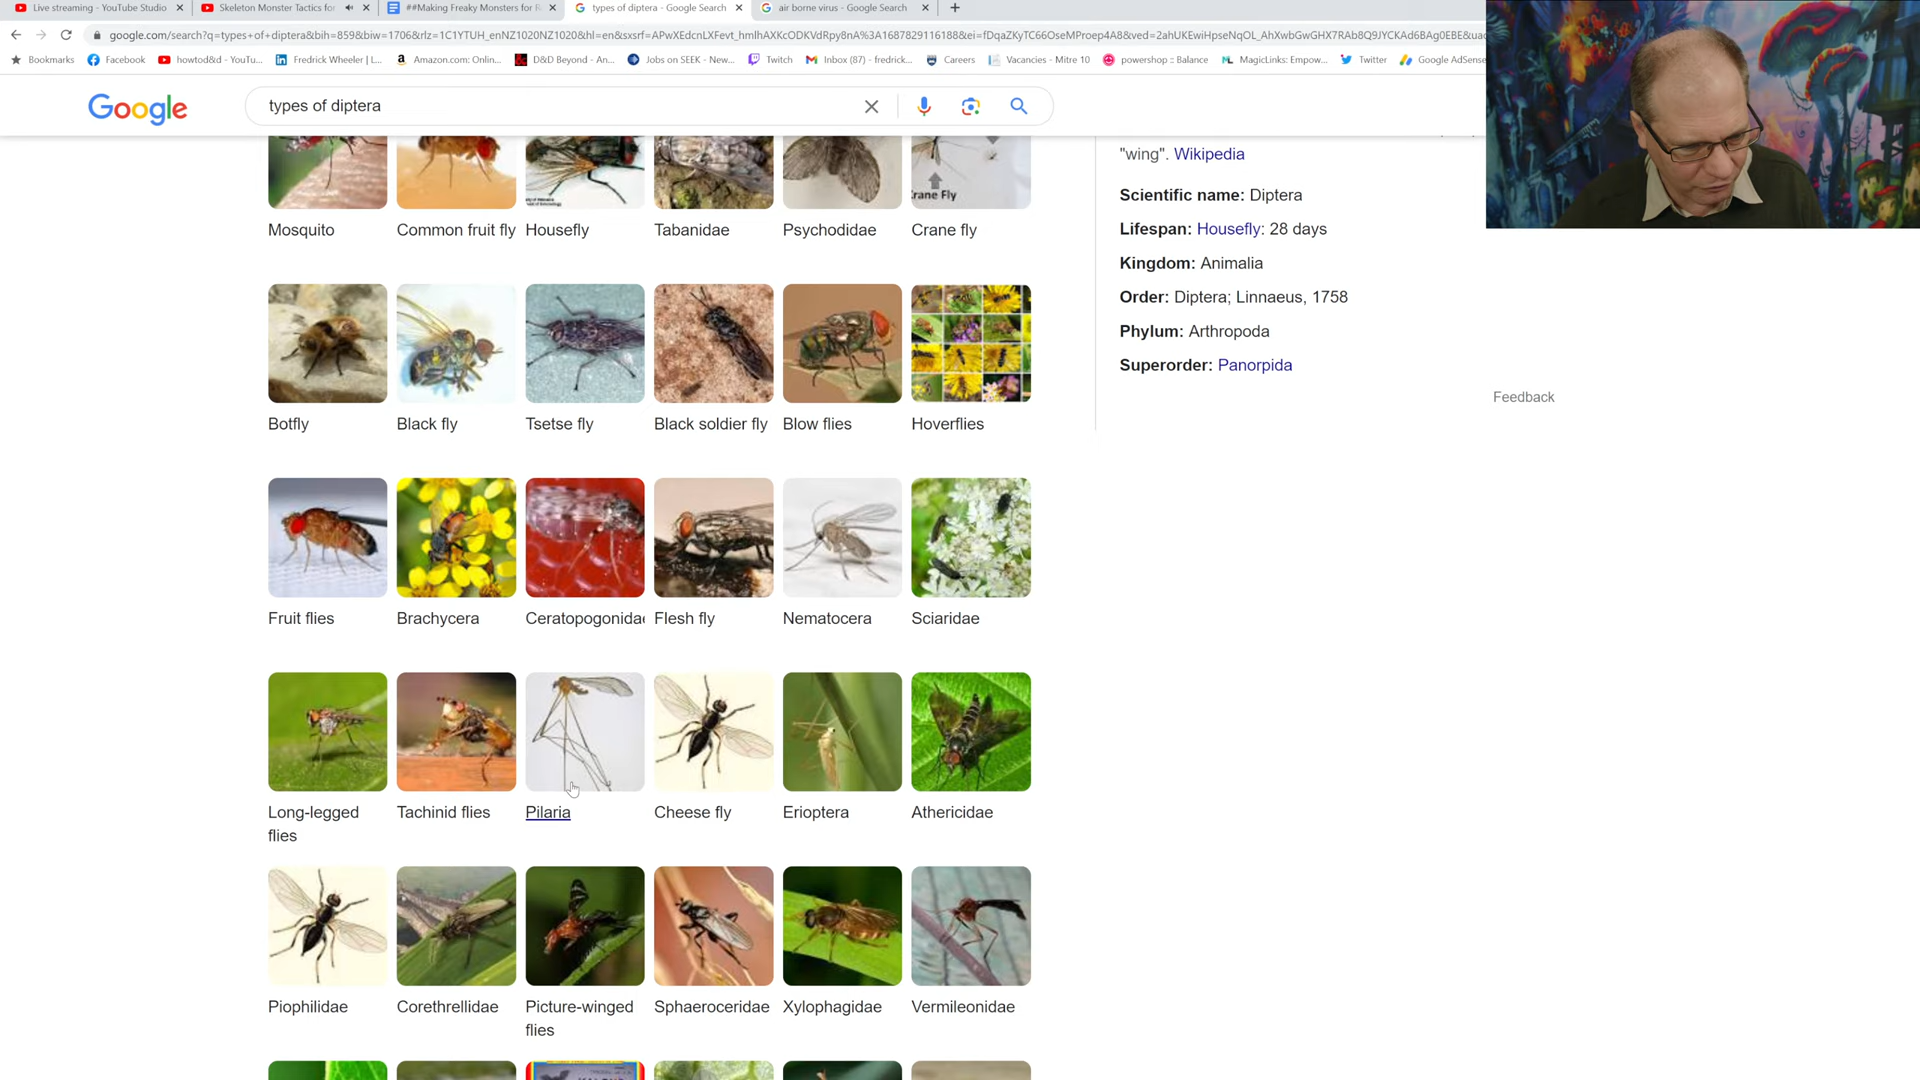 Live streaming - YouTube Studio
Skeleton Monster Tactics for
##Making Freaky Monsters for R
types of diptera - Google Search
air borne virus - Google Search
Bookmarks
Facebook
howtod&d - YouTu...
Fredrick Wheeler | L...
Amazon.com: Onlin...
D&D Beyond - An...
Jobs on SEEK - New...
Twitch
Inbox (87) - fredrick...
Careers
Vacancies - Mitre 10
powershop :: Balance
MagicLinks: Empow...
Twitter
Google AdSense
Google
types of diptera
"wing". Wikipedia
Scientific name: Diptera
Lifespan: Housefly: 28 days
Kingdom: Animalia
Order: Diptera; Linnaeus, 1758
Phylum: Arthropoda
Superorder: Panorpida
Feedback
Crane Fly
Mosquito
Common fruit fly
Housefly
Tabanidae
Psychodidae
Crane fly
Botfly
Black fly
Tsetse fly
Black soldier fly
Blow flies
Hoverflies
Fruit flies
Brachycera
Ceratopogonida
Flesh fly
Nematocera
Sciaridae
Long-legged
flies
Tachinid flies
Pilaria
Cheese fly
Erioptera
Athericidae
Piophilidae
Corethrellidae
Picture-winged
flies
Sphaeroceridae
Xylophagidae
Vermileonidae